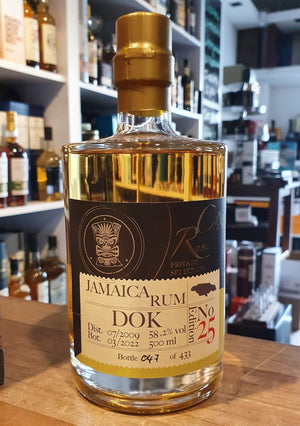 Rum
PRIVATE
SELECTION
JAMAICA
RUM
DOK
Dist. 07/2009 58.2% vol
Bot. 03/2022 500 ml
Edition
No
25
Bottle 047 of 433